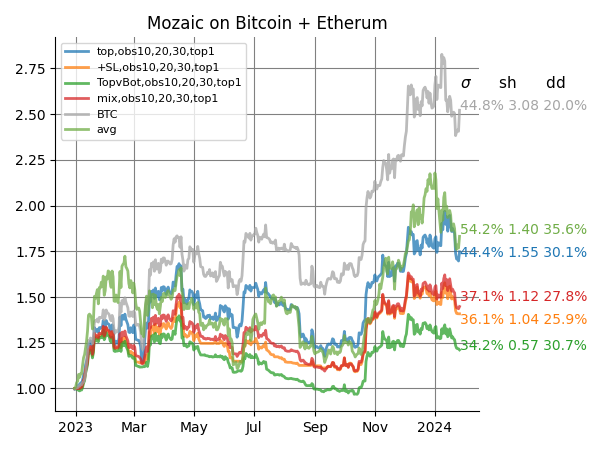 Mozaic on Bitcoin + Etherum
top,obs10,20,30,top1
+SL,obs10,20,30,top1
TopvBot,obs10,20,30,top1
mix,obs10,20,30,top1
BTC
avg
σ sh dd
44.8% 3.08 20.0%
54.2% 1.40 35.6%
44.4% 1.55 30.1%
37.1% 1.12 27.8%
36.1% 1.04 25.9%
34.2% 0.57 30.7%
2.75
2.50
2.25
2.00
1.75
1.50
1.25
1.00
2023 Mar May Jul Sep Nov 2024